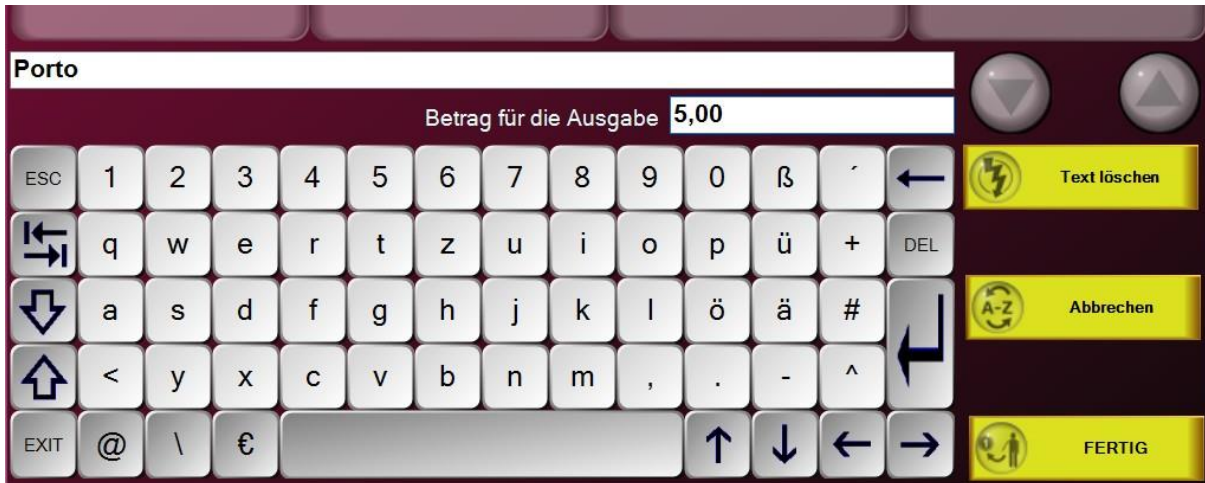 Porto
Betrag für die Ausgabe 5,00
ESC 1 2 3 4 5 6 7 8 9 0 ß ´
Text löschen
q w e r t z u i o p ü + DEL
a s d f g h j k l ö ä #
A-Z Abbrechen
< y x c v b n m , . - ^
EXIT @ \ €
FERTIG